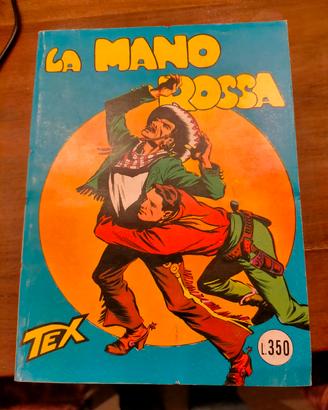 LA MANO
ROSSA
TEX
L.350